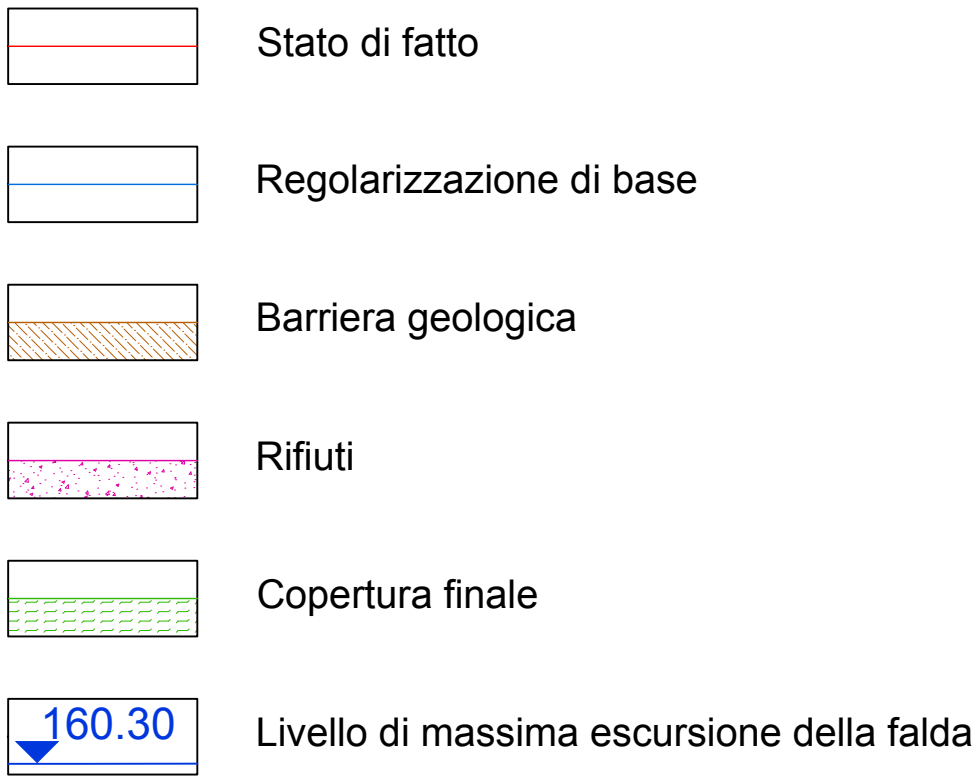 Stato di fatto
Regolarizzazione di base
Barriera geologica
Rifiuti
Copertura finale
160.30 Livello di massima escursione della falda